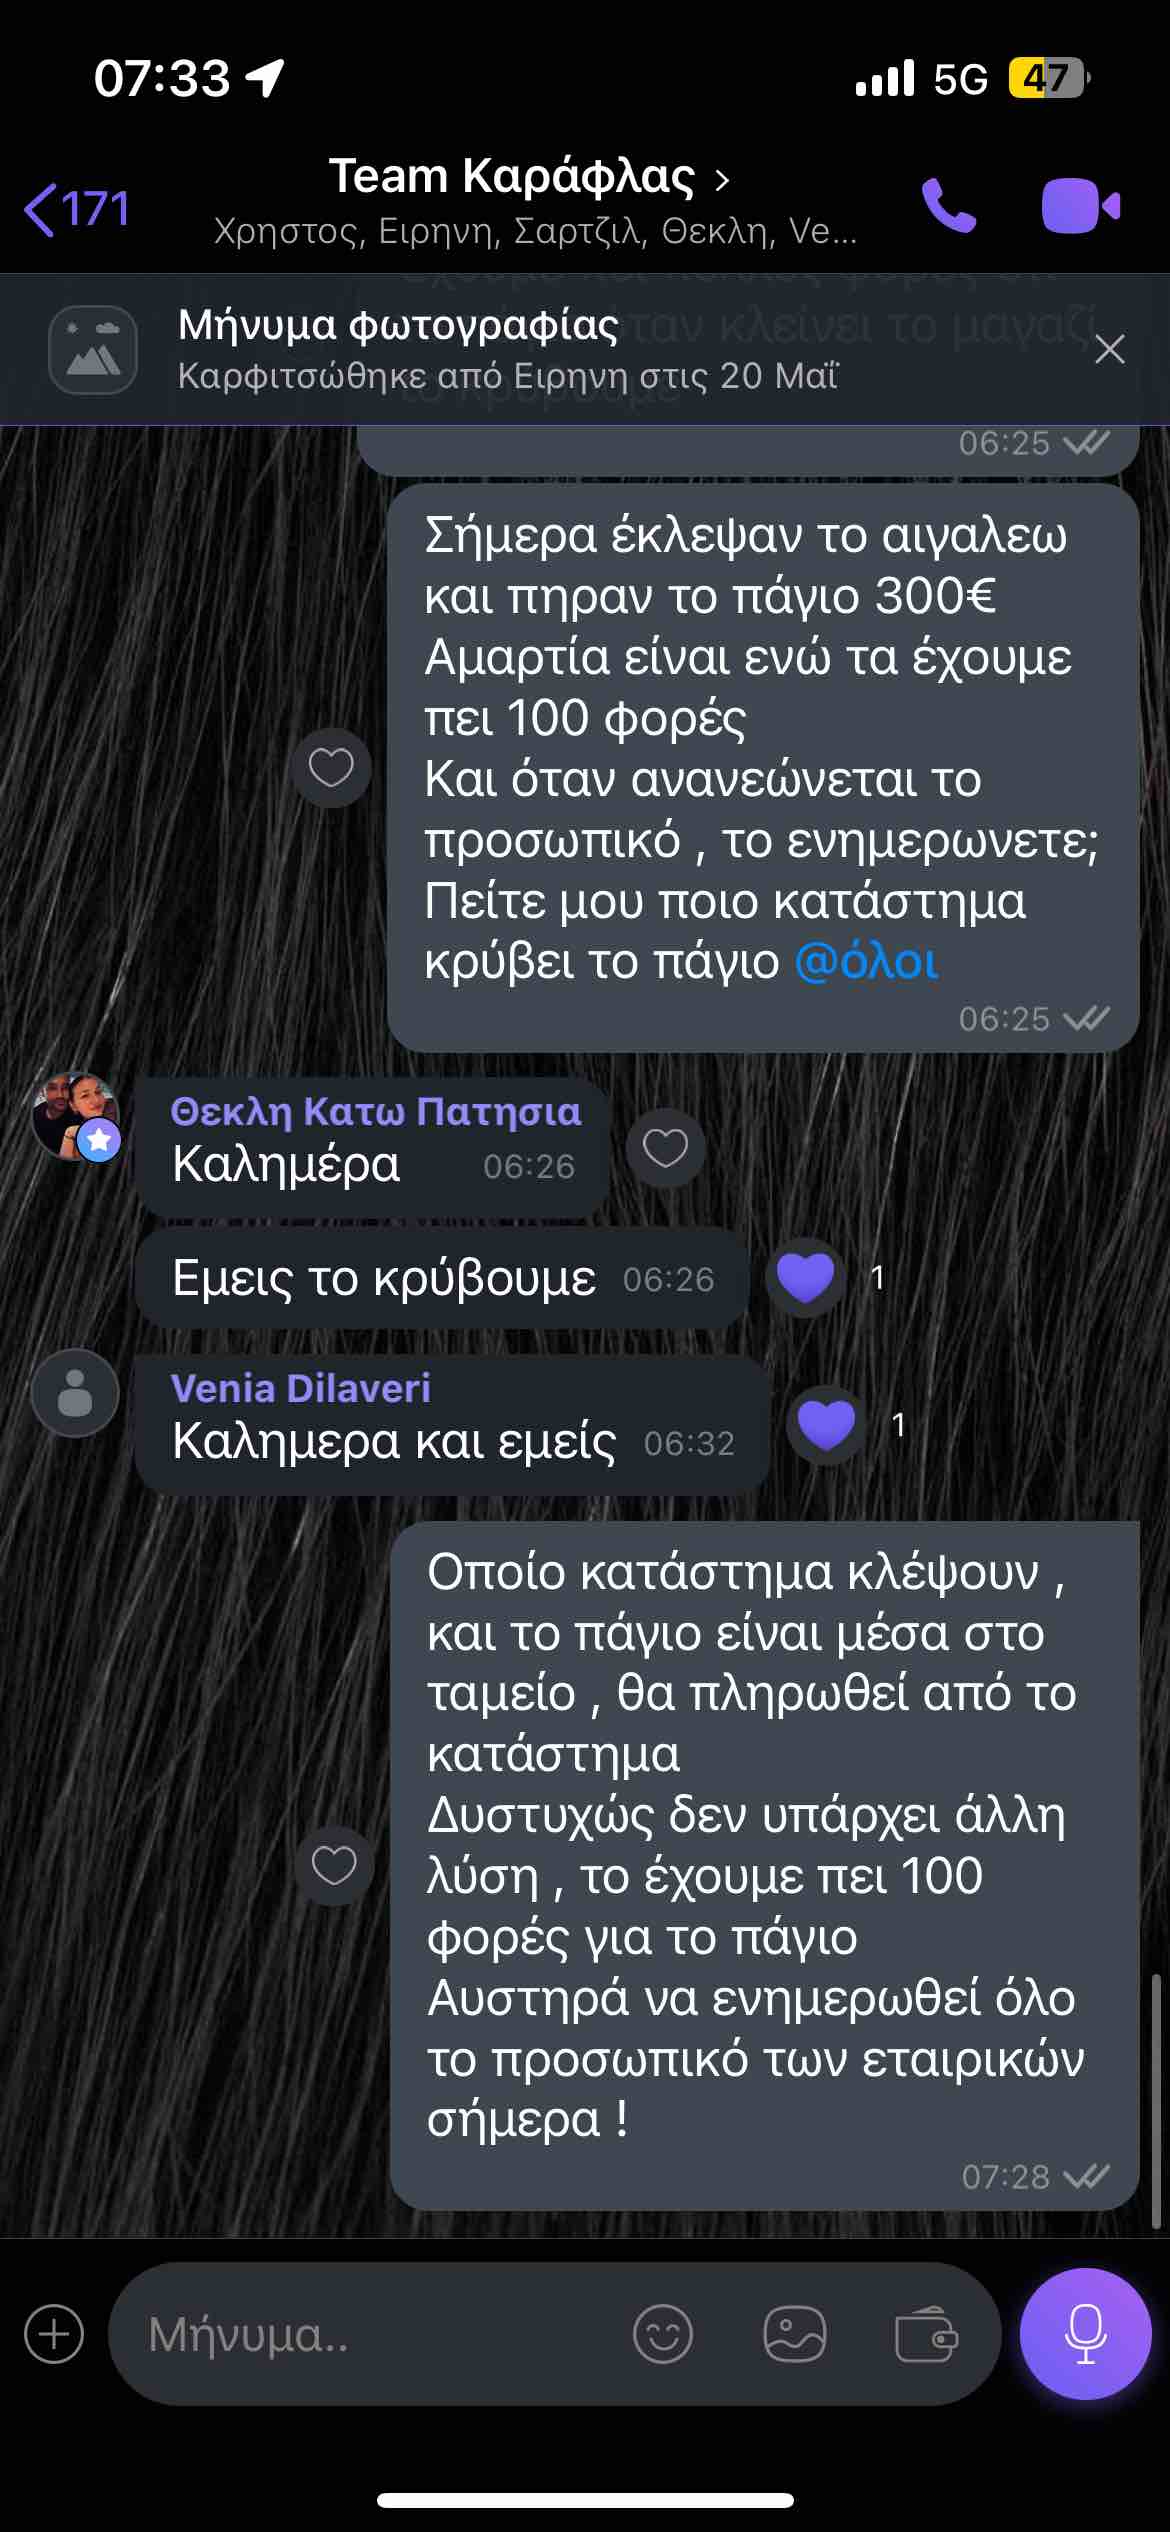 07:33
5G
47
171
Team Καράφλας
Χρηστος, Ειρηνη, Σαρτζιλ, Θεκλη, Ve...
Μήνυμα φωτογραφίας
Καρφιτσώθηκε από Ειρηνη στις 20 Μαΐ
όταν κλείνει το μαγαζί
το κρύβουμε
06:25
Σήμερα έκλεψαν το αιγαλεω
και πηραν το πάγιο 300€
Αμαρτία είναι ενώ τα έχουμε
πει 100 φορές
Και όταν ανανεώνεται το
προσωπικό , το ενημερωνετε;
Πείτε μου ποιο κατάστημα
κρύβει το πάγιο @όλοι
06:25
Θεκλη Κατω Πατησια
Καλημέρα 06:26
Εμεις το κρύβουμε 06:26
1
Venia Dilaveri
Καλημερα και εμείς 06:32
1
Οποίο κατάστημα κλέψουν ,
και το πάγιο είναι μέσα στο
ταμείο , θα πληρωθεί από το
κατάστημα
Δυστυχώς δεν υπάρχει άλλη
λύση , το έχουμε πει 100
φορές για το πάγιο
Αυστηρά να ενημερωθεί όλο
το προσωπικό των εταιρικών
σήμερα !
07:28
Μήνυμα..